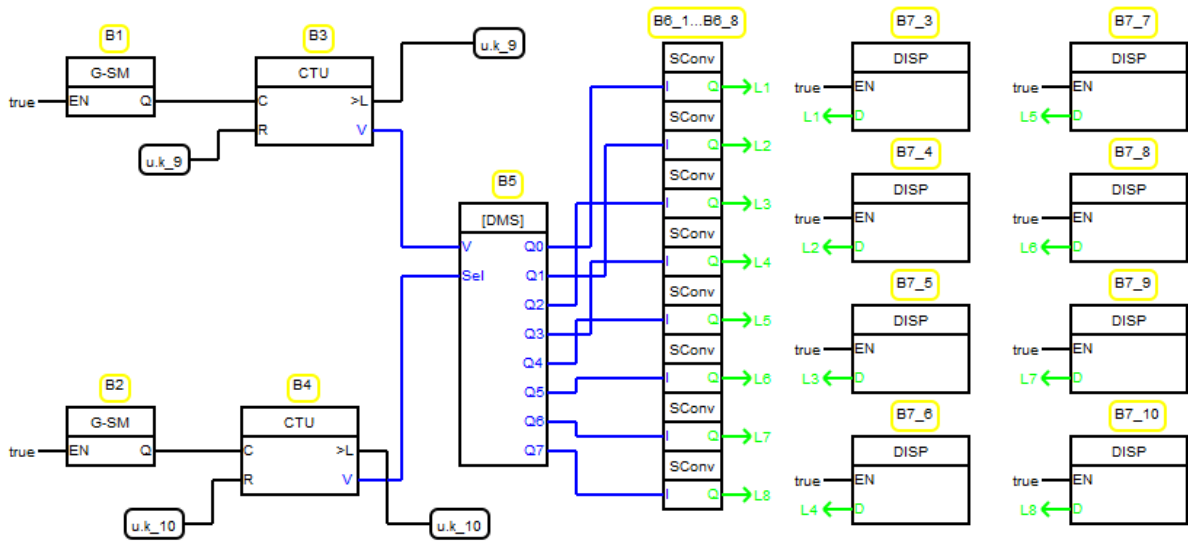 B6_1...B6_8
B1 B3 u.k_9 B7_3 B7_7
G-SM CTU SConv DISP DISP
true EN Q C >L I Q L1 true EN true EN
R V SConv L1 D L5 D
u.k_9 I Q L2 B7_4 B7_8
B5 SConv DISP DISP
[DMS] I Q L3 true EN true EN
V Q0 SConv L2 D L6 D
Sel Q1 I Q L4
Q2 SConv B7_5 B7_9
Q3 I Q L5 DISP DISP
Q4 SConv true EN true EN
B2 B4 Q5 I Q L6 L3 D L7 D
G-SM CTU Q6 SConv B7_6 B7_10
true EN Q C >L Q7 I Q L7 DISP DISP
R V SConv true EN true EN
u.k_10 u.k_10 I Q L8 L4 D L8 D